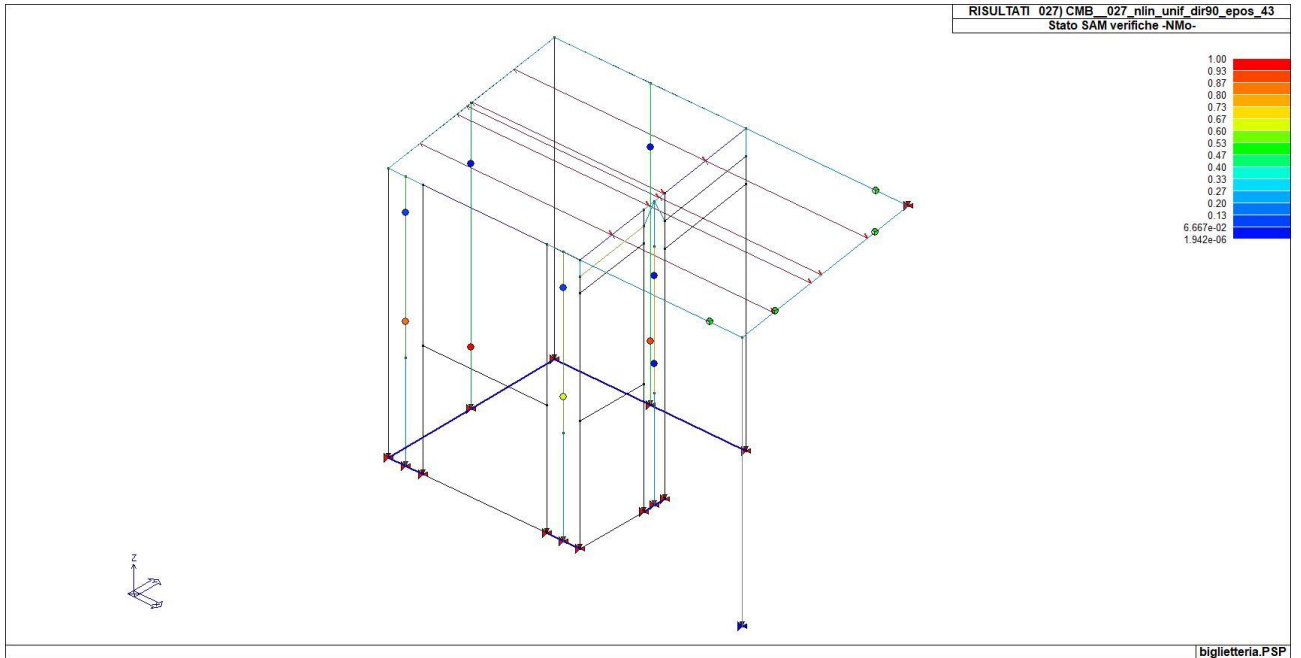 RISULTATI 027) CMB__027_nlin_unif_dir90_epos_43
Stato SAM verifiche -NMo-
1.00
0.93
0.87
0.80
0.73
0.67
0.60
0.53
0.47
0.40
0.33
0.27
0.20
0.13
6.667e-02
1.942e-06
Z
biglietteria.PSP